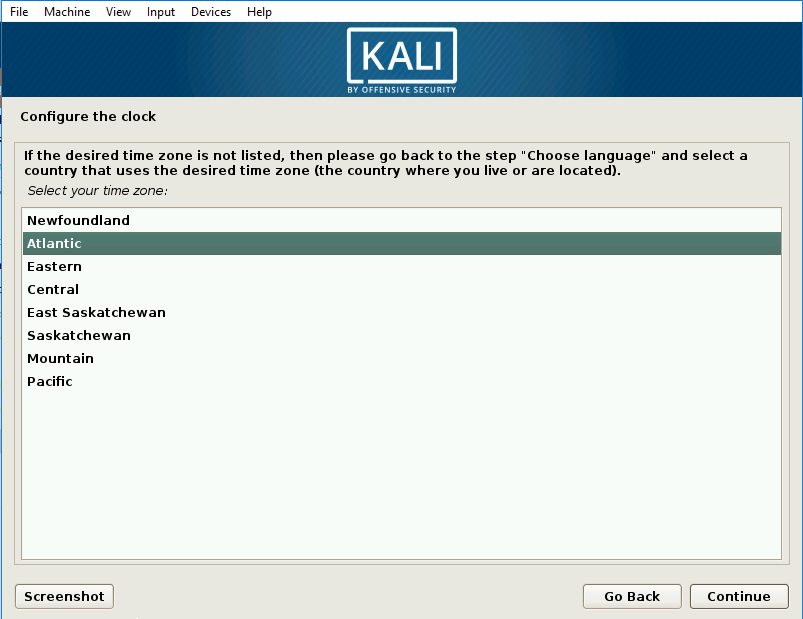 File Machine View Input Devices Help
KALI
BY OFFENSIVE SECURITY
Configure the clock
If the desired time zone is not listed, then please go back to the step "Choose language" and select a
country that uses the desired time zone (the country where you live or are located).
Select your time zone:
Newfoundland
Atlantic
Eastern
Central
East Saskatchewan
Saskatchewan
Mountain
Pacific
Screenshot Go Back Continue